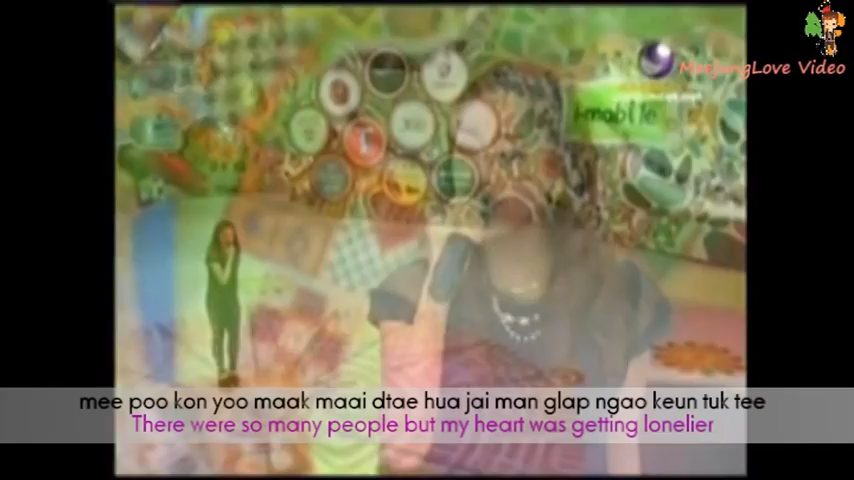 MeeJungLove Video
i-mobile
mee poo kon yoo maak maai dtae hua jai man glap ngao keun tuk tee
There were so many people but my heart was getting lonelier